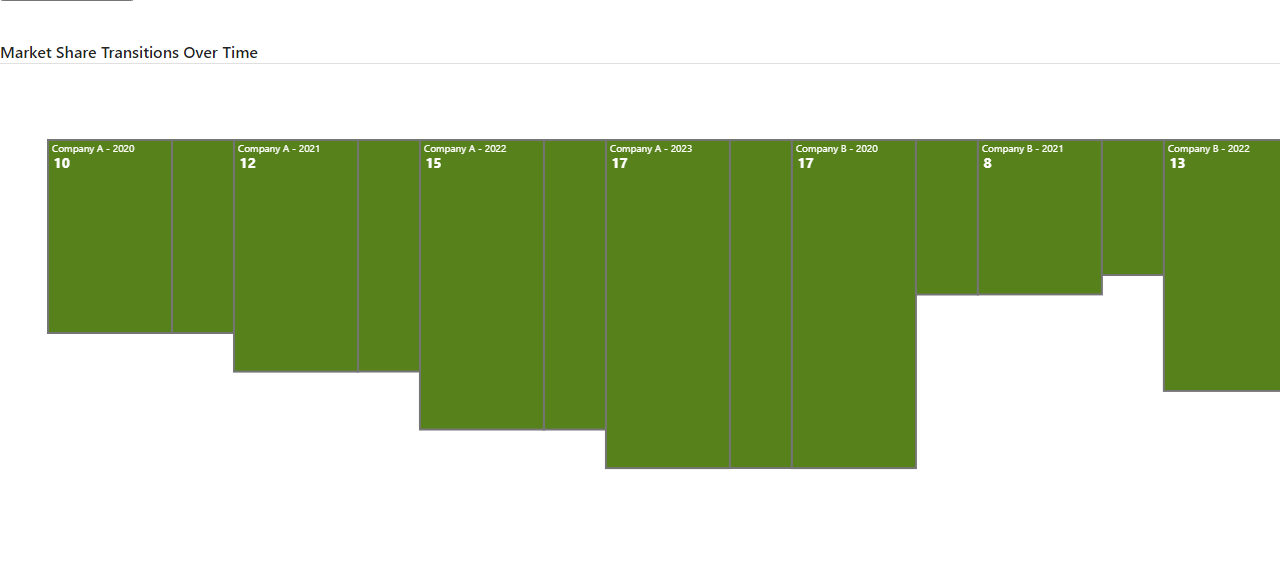 Market Share Transitions Over Time
Company A - 2020
10
Company A - 2021
12
Company A - 2022
15
Company A - 2023
17
Company B - 2020
17
Company B - 2021
8
Company B - 2022
13